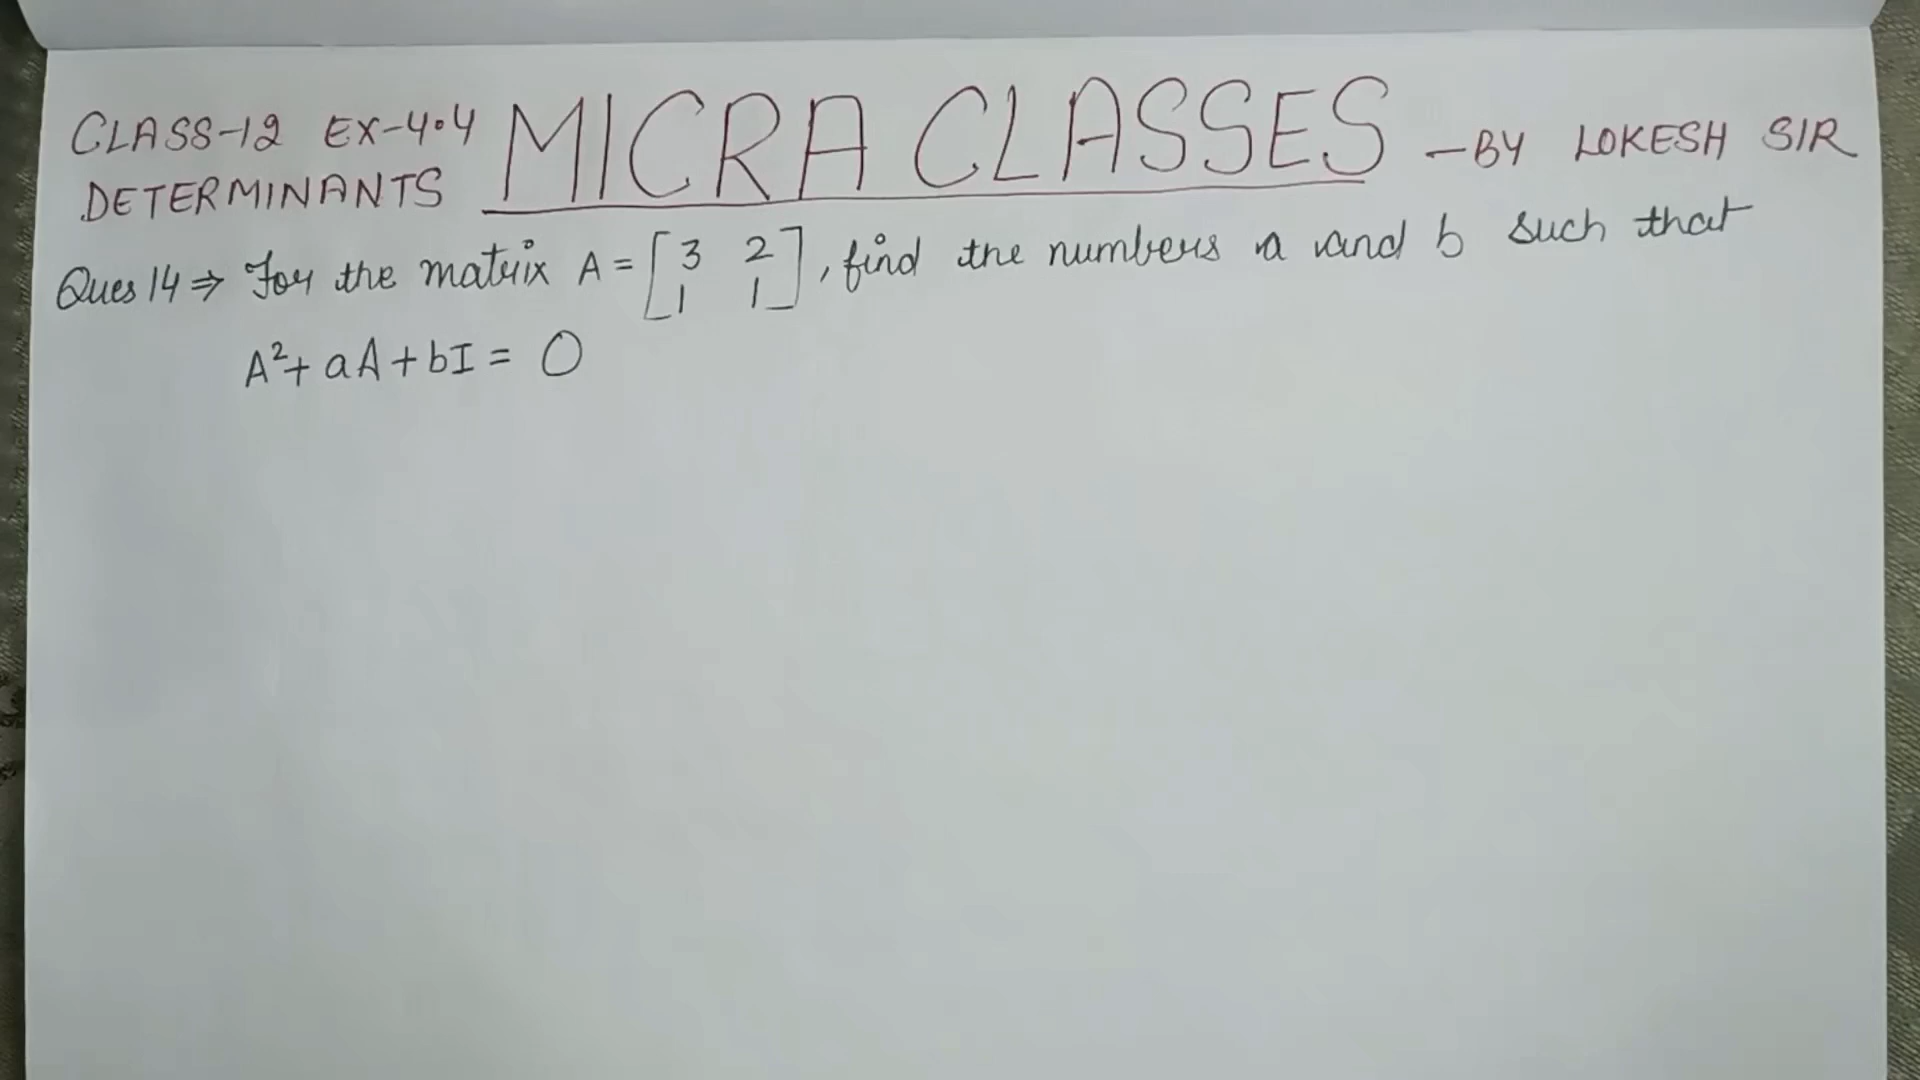 CLASS-12 EX-4.4 MICRA CLASSES -BY LOKESH SIR
DETERMINANTS
Ques 14 ⇒ For the matrix A = [3 2
1 1], find the numbers a and b such that
A²+ aA + bI = O